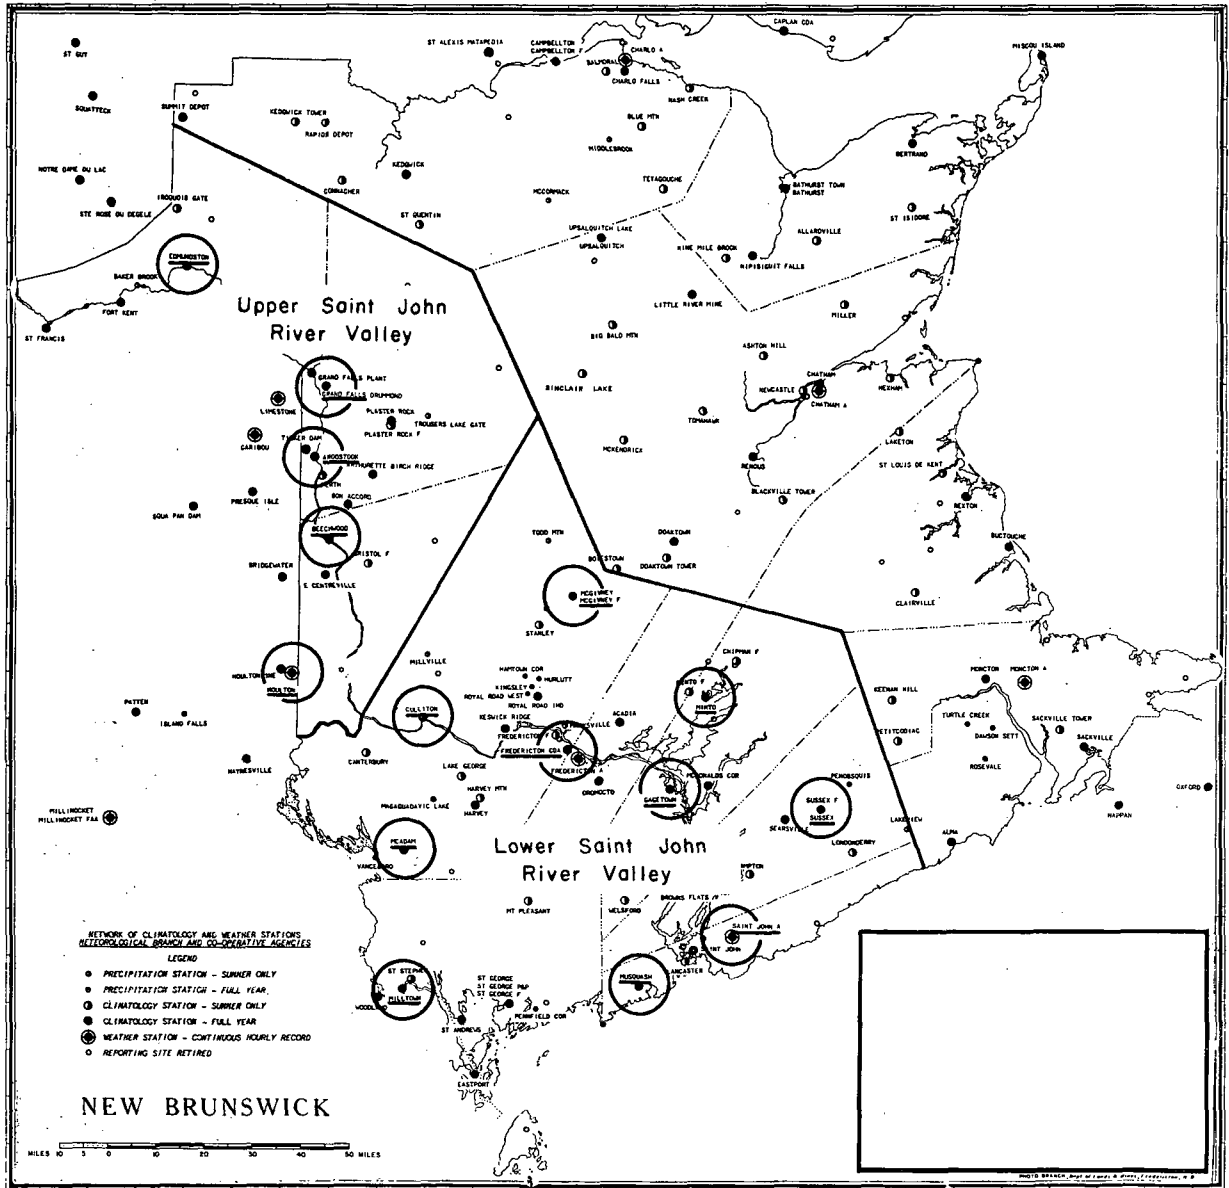 CAPLAN CDA
ST GUY
ST ALEXIS MATAPEDIA
CAMPBELLTON
CAMPBELLTON F
CHARLO A
BALMORAL
CHARLO FALLS
MISCOU ISLAND
SQUATTECK
SUMMIT DEPOT
KEDGWICK TOWER
RAPIDS DEPOT
NASH CREEK
BLUE MTN
MIDDLEBROOK
BERTRAND
NOTRE DAME DU LAC
KEDGWICK
CONNACHER
TETAGOUCHE
BATHURST TOWN
BATHURST
STE ROSE DU DEGELE
IROQUOIS GATE
MCCORMACK
ST QUENTIN
ST ISIDORE
UPSALQUITCH LAKE
UPSALQUITCH
ALLARDVILLE
NINE MILE BROOK
NIPISIGUIT FALLS
EDMUNDSTON
BAKER BROOK
FORT KENT
ST FRANCIS
Upper Saint John
River Valley
LITTLE RIVER MINE
MILLER
BIG BALD MTN
ASHTON HILL
GRAND FALLS PLANT
GRAND FALLS DRUMMOND
SINCLAIR LAKE
CHATHAM
NEWCASTLE
CHATHAM A
HEXHAM
LIMESTONE
PLASTER ROCK
PLASTER ROCK F
TROUSERS LAKE GATE
TOMAHAWK
CARIBOU
TINKER DAM
AROOSTOOK
ARTHURETTE BIRCH RIDGE
PERTH
MCKENDRICK
RENOUS
LAKETON
ST LOUIS DE KENT
PRESQUE ISLE
BON ACCORD
BLACKVILLE TOWER
REXTON
SQUA PAN DAM
BEECHWOOD
TODD MTN
DOAKTOWN
DOAKTOWN TOWER
BUCTOUCHE
BRISTOL F
BRIDGEWATER
E CENTREVILLE
BOIESTOWN
MCGIVNEY
MCGIVNEY F
CLAIRVILLE
STANLEY
MILLVILLE
HAMTOWN COR
HURLUTT
KINGSLEY
ROYAL ROAD WEST
ROYAL ROAD IHD
CHIPMAN F
MINTO F
MINTO
MONCTON
MONCTON A
HOULTON
KEENAN HILL
PATTEN
ISLAND FALLS
CULLITON
KESWICK RIDGE
MARYSVILLE
ACADIA
FREDERICTON
FREDERICTON CDA
FREDERICTON A
OROMOCTO
TURTLE CREEK
DAWSON SETT
SACKVILLE TOWER
SACKVILLE
PETITCODIAC
ROSEVALE
HAYNESVILLE
CANTERBURY
LAKE GEORGE
HARVEY MTN
HARVEY
MAGAGUADAVIC LAKE
GAGETOWN
MCDONALDS COR
PENOBSQUIS
SUSSEX F
SUSSEX
OXFORD
NAPPAN
MILLINOCKET
MILLINOCKET FAA
MCADAM
VANCEBORO
SEARSVILLE
LAKEVIEW
ALMA
LONDONDERRY
Lower Saint John
River Valley
MT PLEASANT
WELSFORD
BROWNS FLATS
SAINT JOHN A
SAINT JOHN
LANCASTER
MUSQUASH
NETWORK OF CLIMATOLOGY AND WEATHER STATIONS
METEOROLOGICAL BRANCH AND CO-OPERATIVE AGENCIES
LEGEND
PRECIPITATION STATION - SUMMER ONLY
PRECIPITATION STATION - FULL YEAR
CLIMATOLOGY STATION - SUMMER ONLY
CLIMATOLOGY STATION - FULL YEAR
WEATHER STATION - CONTINUOUS HOURLY RECORD
REPORTING SITE RETIRED
MILLTOWN
ST GEORGE
ST GEORGE P&P
ST GEORGE F
PENNFIELD COR
ST ANDREWS
EASTPORT
NEW BRUNSWICK
MILES 10 5 0 10 20 30 40 50 MILES